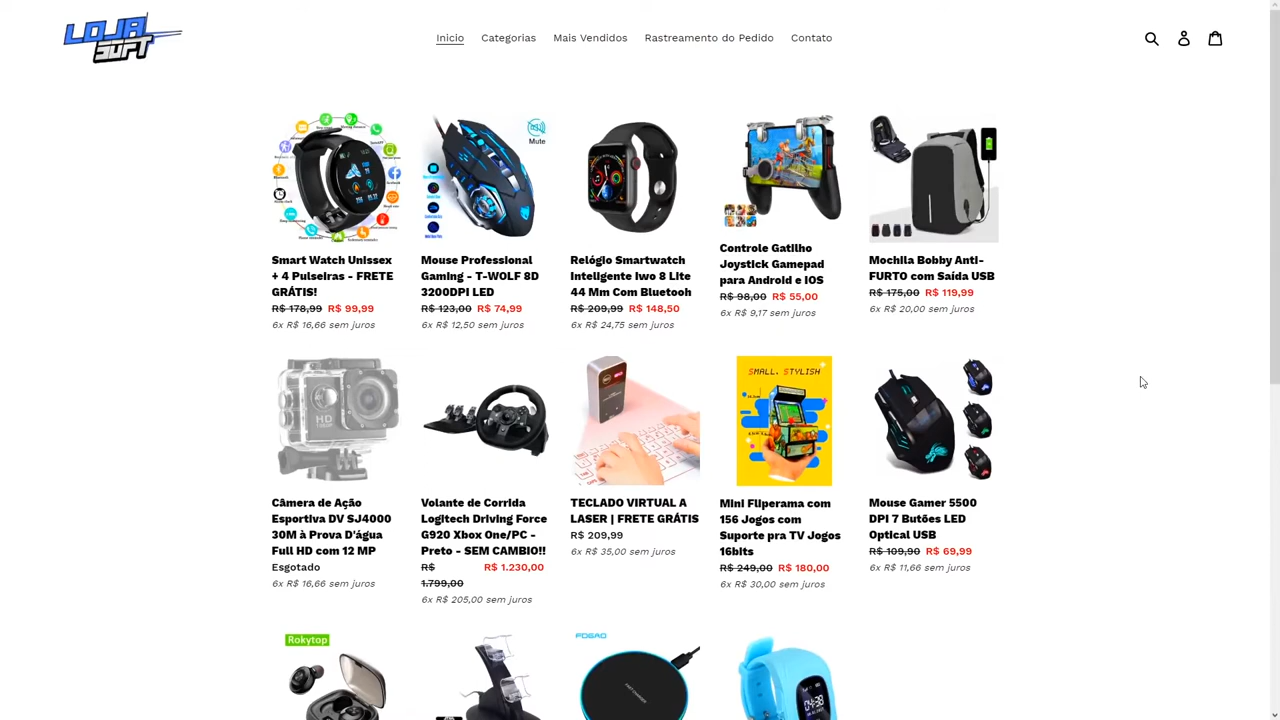 LOJA
SOFT
Inicio
Categorias
Mais Vendidos
Rastreamento do Pedido
Contato
Mute
Smart Watch Unissex
+ 4 Pulseiras - FRETE
GRÁTIS!
R$ 178,99 R$ 99,99
6x R$ 16,66 sem juros
Mouse Professional
Gaming - T-WOLF 8D
3200DPI LED
R$ 123,00 R$ 74,99
6x R$ 12,50 sem juros
Relógio Smartwatch
Inteligente Iwo 8 Lite
44 Mm Com Bluetooh
R$ 209,99 R$ 148,50
6x R$ 24,75 sem juros
Controle Gatilho
Joystick Gamepad
para Android e IOS
R$ 98,00 R$ 55,00
6x R$ 9,17 sem juros
Mochila Bobby Anti-
FURTO com Saída USB
R$ 175,00 R$ 119,99
6x R$ 20,00 sem juros
HD
SMALL. STYLISH
Câmera de Ação
Esportiva DV SJ4000
30M à Prova D'água
Full HD com 12 MP
Esgotado
6x R$ 16,66 sem juros
Volante de Corrida
Logitech Driving Force
G920 Xbox One/PC -
Preto - SEM CAMBIO!!
R$ 1.230,00
R$
1.799,00
6x R$ 205,00 sem juros
TECLADO VIRTUAL A
LASER | FRETE GRÁTIS
R$ 209,99
6x R$ 35,00 sem juros
Mini Fliperama com
156 Jogos com
Suporte pra TV Jogos
16bits
R$ 249,00 R$ 180,00
6x R$ 30,00 sem juros
Mouse Gamer 5500
DPI 7 Butões LED
Optical USB
R$ 109,90 R$ 69,99
6x R$ 11,66 sem juros
Rokytop
FDGAO
FAST CHARGER
04:38